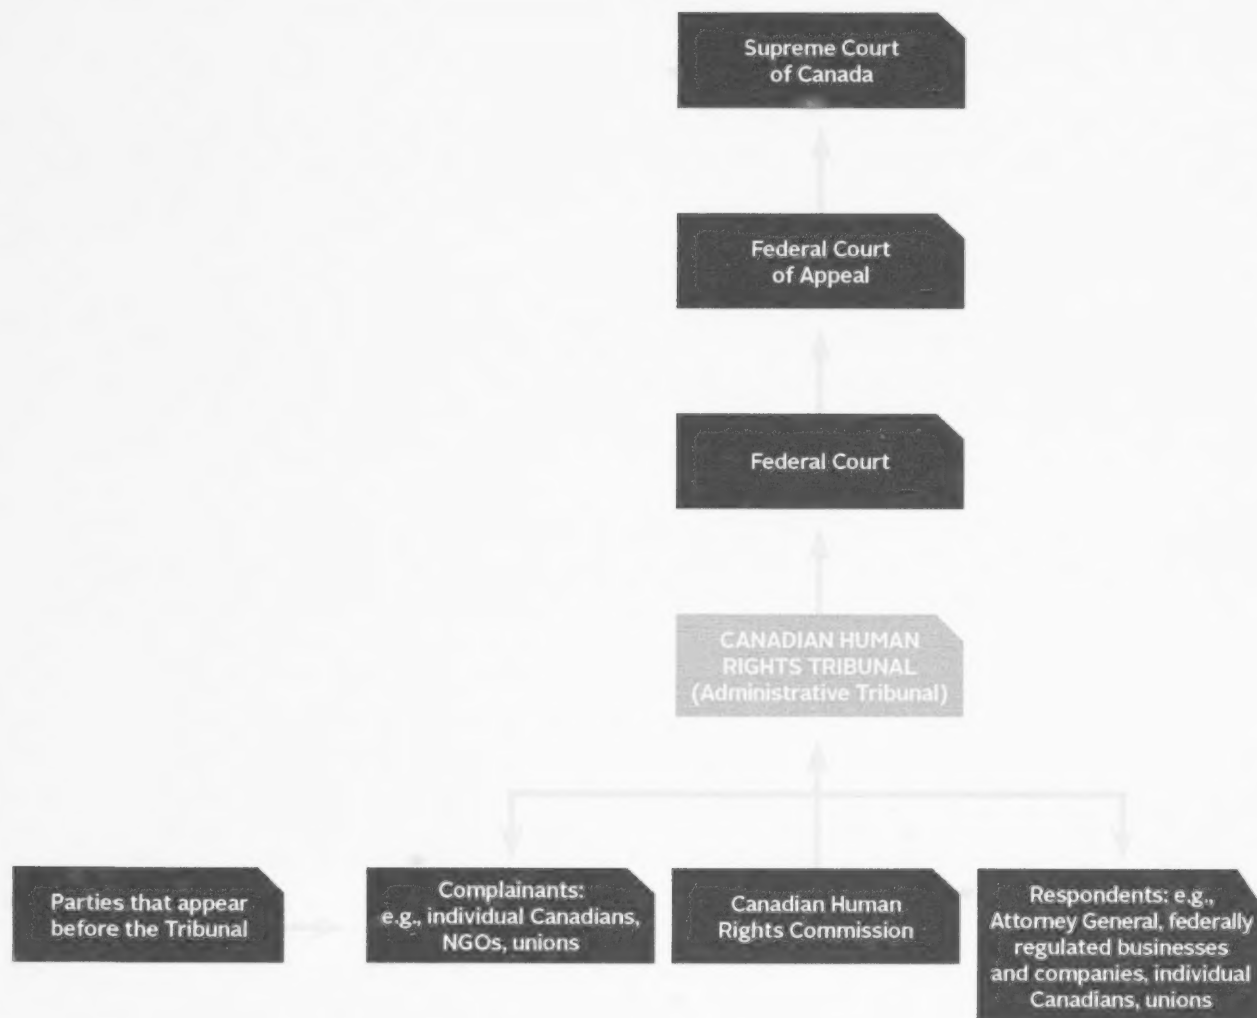 Supreme Court
of Canada
Federal Court
of Appeal
Federal Court
CANADIAN HUMAN
RIGHTS TRIBUNAL
(Administrative Tribunal)
Parties that appear
before the Tribunal
Complainants:
e.g., individual Canadians,
NGOs, unions
Canadian Human
Rights Commission
Respondents: e.g.,
Attorney General, federally
regulated businesses
and companies, individual
Canadians, unions